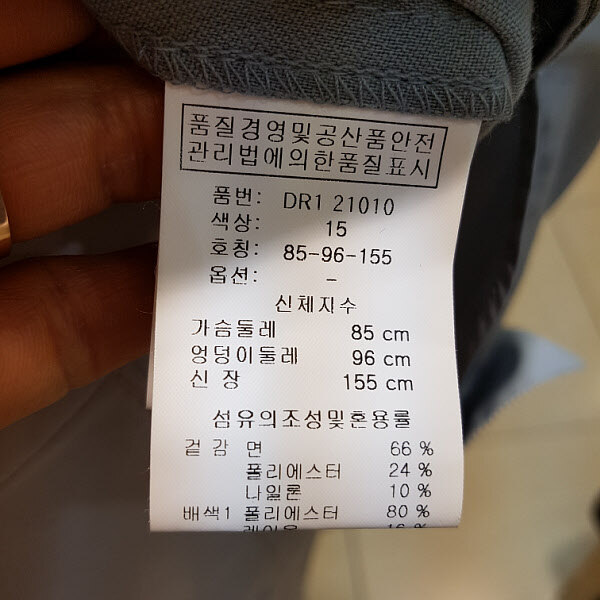 품질경영및공산품안전
관리법에의한품질표시
품번: DR1 21010
색상: 15
호칭: 85-96-155
옵션: -
신체지수
가슴둘레 85 cm
엉덩이둘레 96 cm
신 장 155 cm
섬유의조성및혼용률
겉 감 면 66 %
폴리에스터 24 %
나일론 10 %
배색1 폴리에스터 80 %